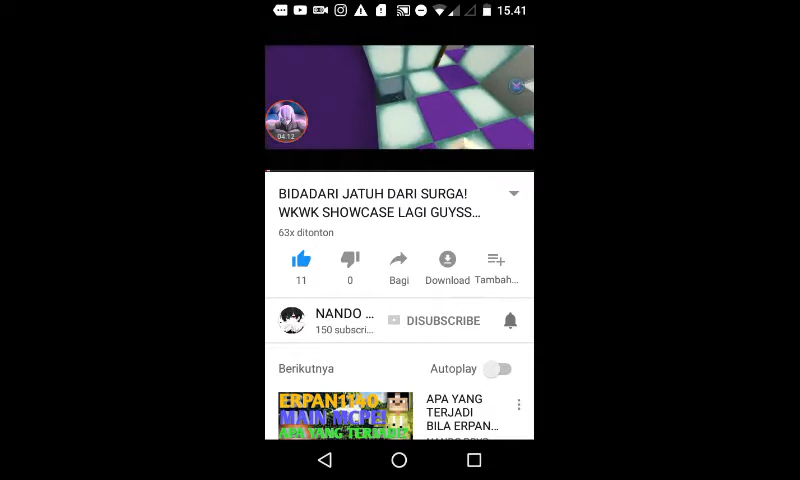 15.41
04:12
BIDADARI JATUH DARI SURGA!
WKWK SHOWCASE LAGI GUYSS...
63x ditonton
11
0
Bagi
Download
Tambah...
NANDO ...
150 subscri...
DISUBSCRIBE
Berikutnya
Autoplay
ERPAN1140
MAIN MCPE!
APA YANG TERJADI?
APA YANG
TERJADI
BILA ERPAN...